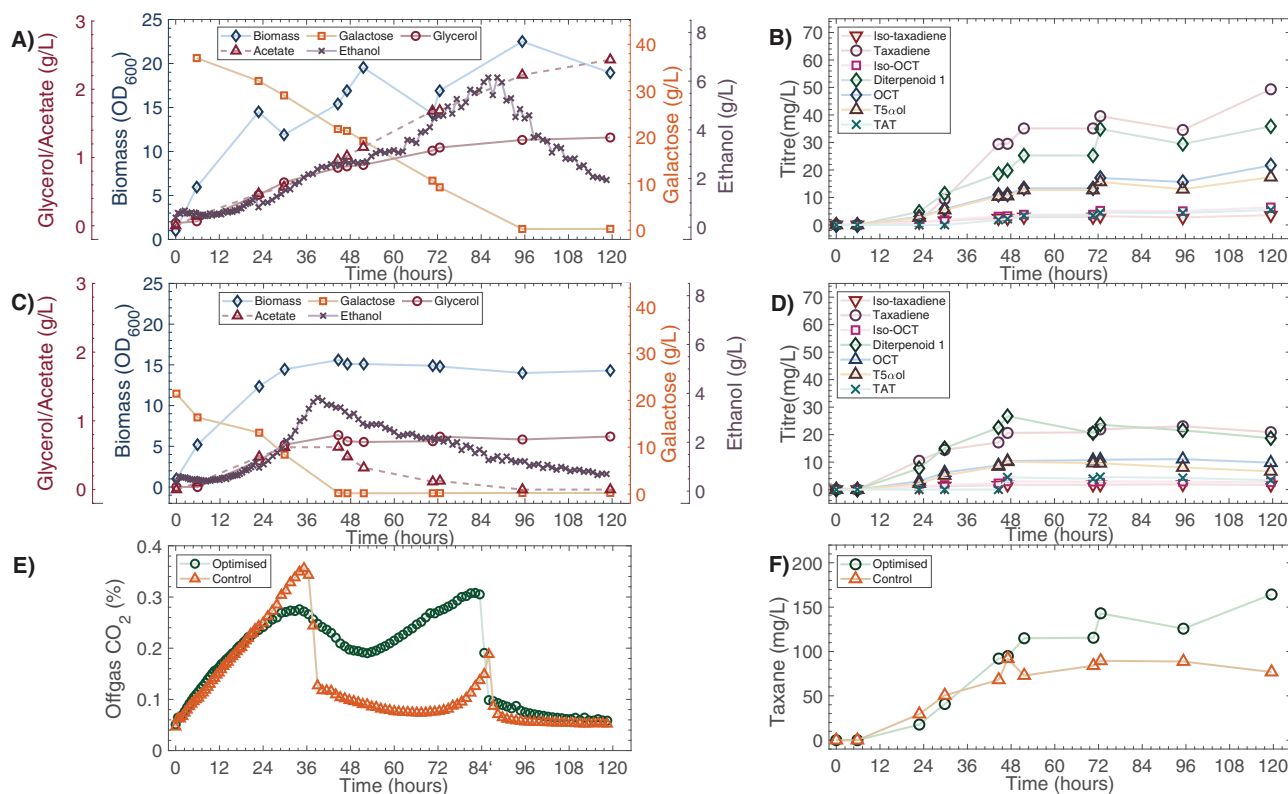 A)
Glycerol/Acetate (g/L)
3
2
1
0
Biomass (OD600)
25
20
15
10
5
0
Biomass Galactose Glycerol
Acetate Ethanol
40
30
20
10
0
Galactose (g/L)
8
6
4
2
0
Ethanol (g/L)
0 12 24 36 48 60 72 84 96 108 120
Time (hours)
B)
Titre(mg/L)
70
60
50
40
30
20
10
0
Iso-taxadiene
Taxadiene
Iso-OCT
Diterpenoid 1
OCT
T5αol
TAT
0 12 24 36 48 60 72 84 96 108 120
Time (hours)
C)
Glycerol/Acetate (g/L)
3
2
1
0
Biomass (OD600)
25
20
15
10
5
0
Biomass Galactose Glycerol
Acetate Ethanol
40
30
20
10
0
Galactose (g/L)
8
6
4
2
0
Ethanol (g/L)
0 12 24 36 48 60 72 84 96 108 120
Time (hours)
D)
Titre(mg/L)
70
60
50
40
30
20
10
0
Iso-taxadiene
Taxadiene
Iso-OCT
Diterpenoid 1
OCT
T5αol
TAT
0 12 24 36 48 60 72 84 96 108 120
Time (hours)
E)
Offgas CO2 (%)
0.4
0.3
0.2
0.1
0
Optimised
Control
0 12 24 36 48 60 72 84‘ 96 108 120
Time (hours)
F)
Taxane (mg/L)
200
150
100
50
0
Optimised
Control
0 12 24 36 48 60 72 84 96 108 120
Time (hours)